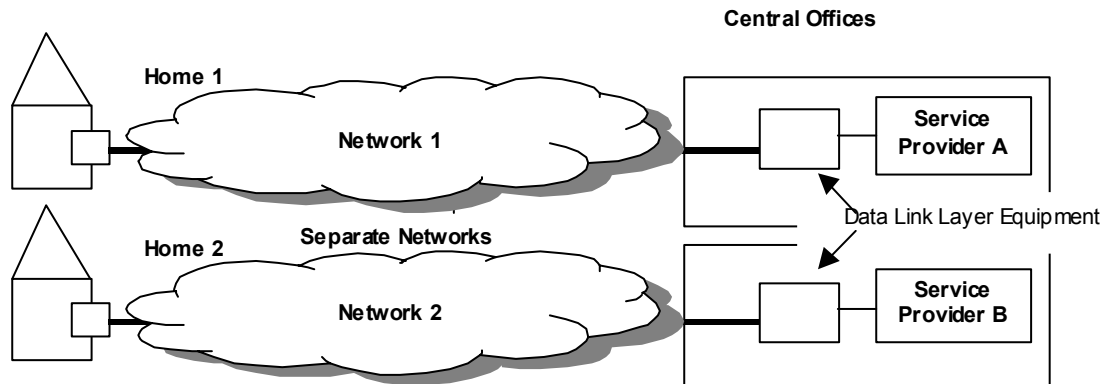 Central Offices
Home 1
Network 1
Service
Provider A
Data Link Layer Equipment
Separate Networks
Home 2
Network 2
Service
Provider B